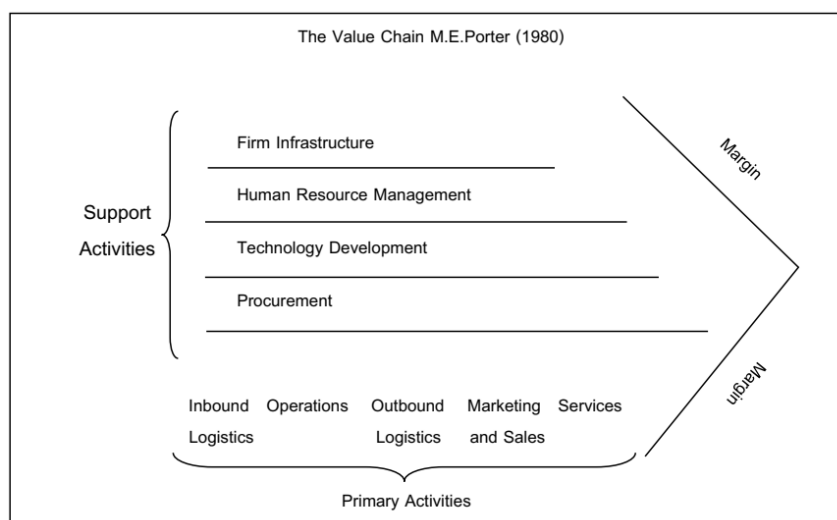 The Value Chain M.E.Porter (1980)
Firm Infrastructure
Margin
Human Resource Management
Support
Activities
Technology Development
Procurement
Margin
Inbound Operations Outbound Marketing Services
Logistics Logistics and Sales
Primary Activities